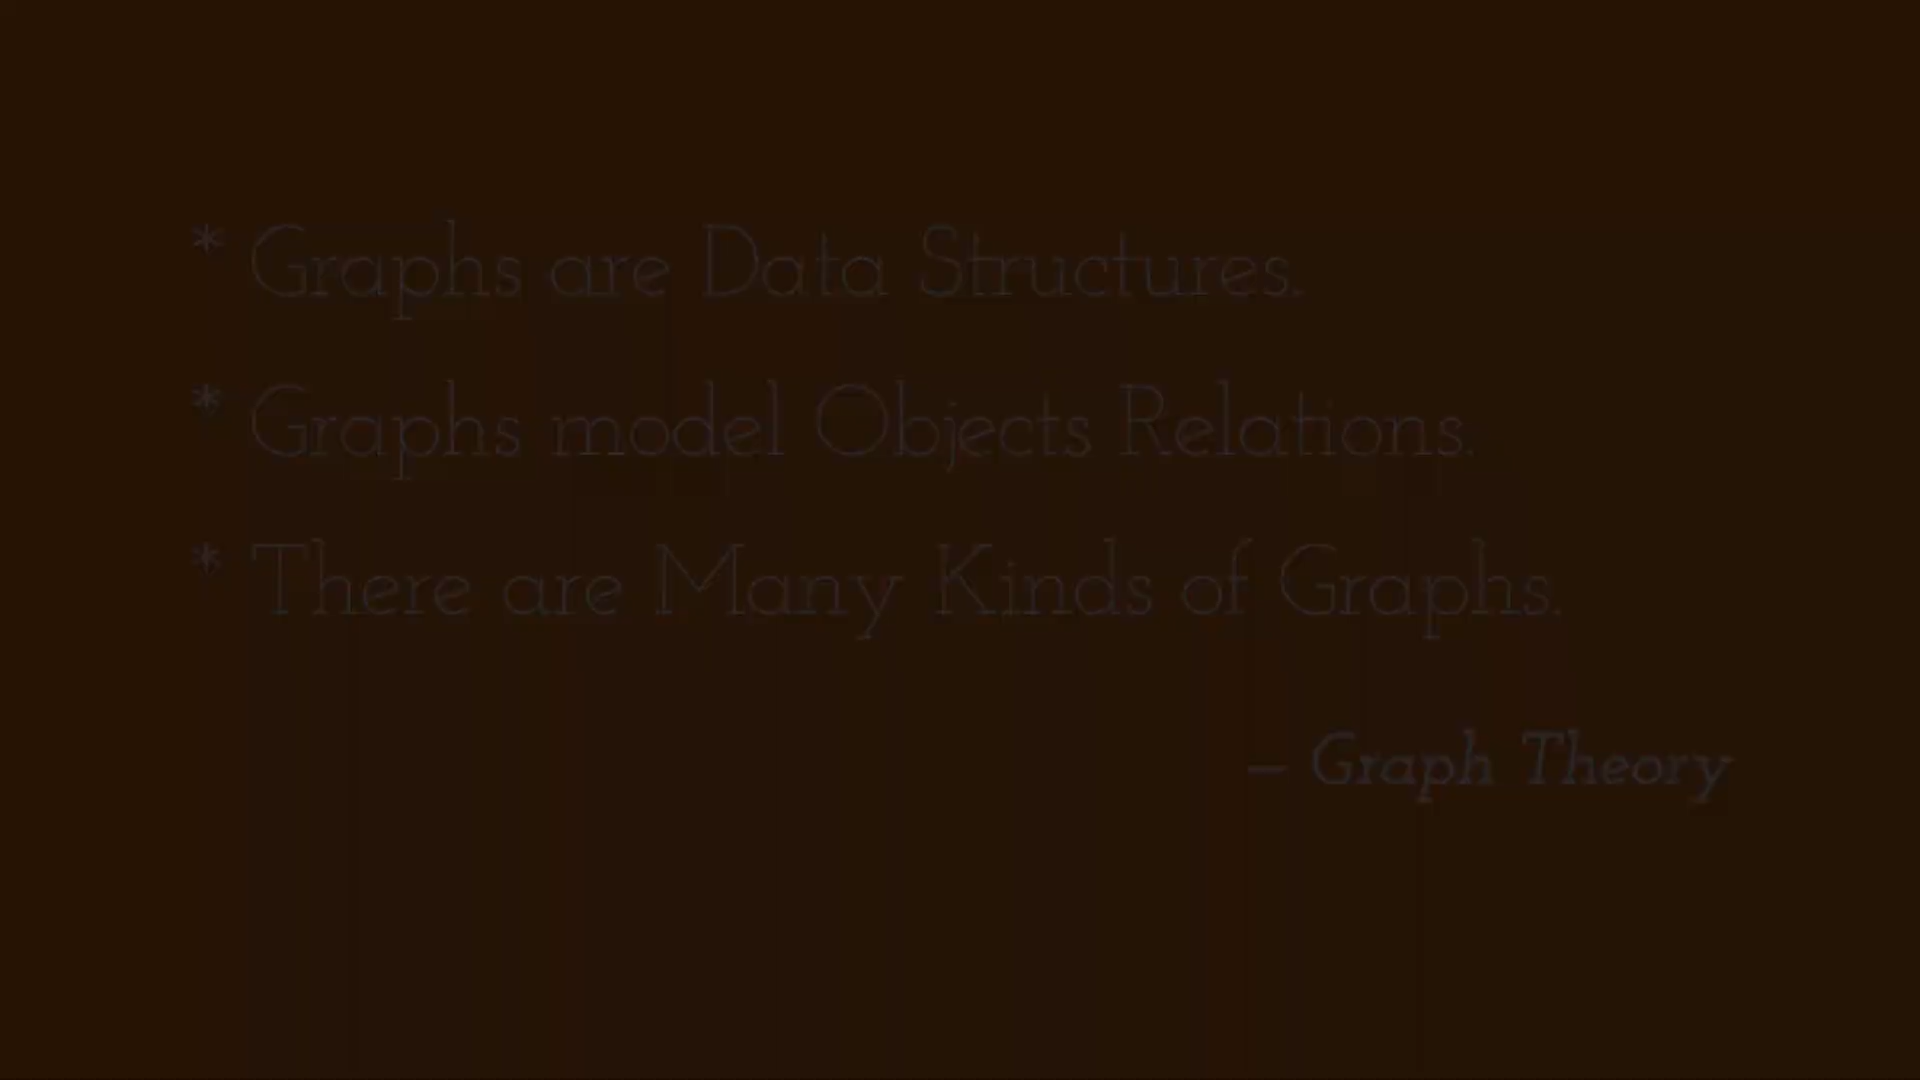 * Graphs are Data Structures.
* Graphs model Objects Relations.
* There are Many Kinds of Graphs.
– Graph Theory